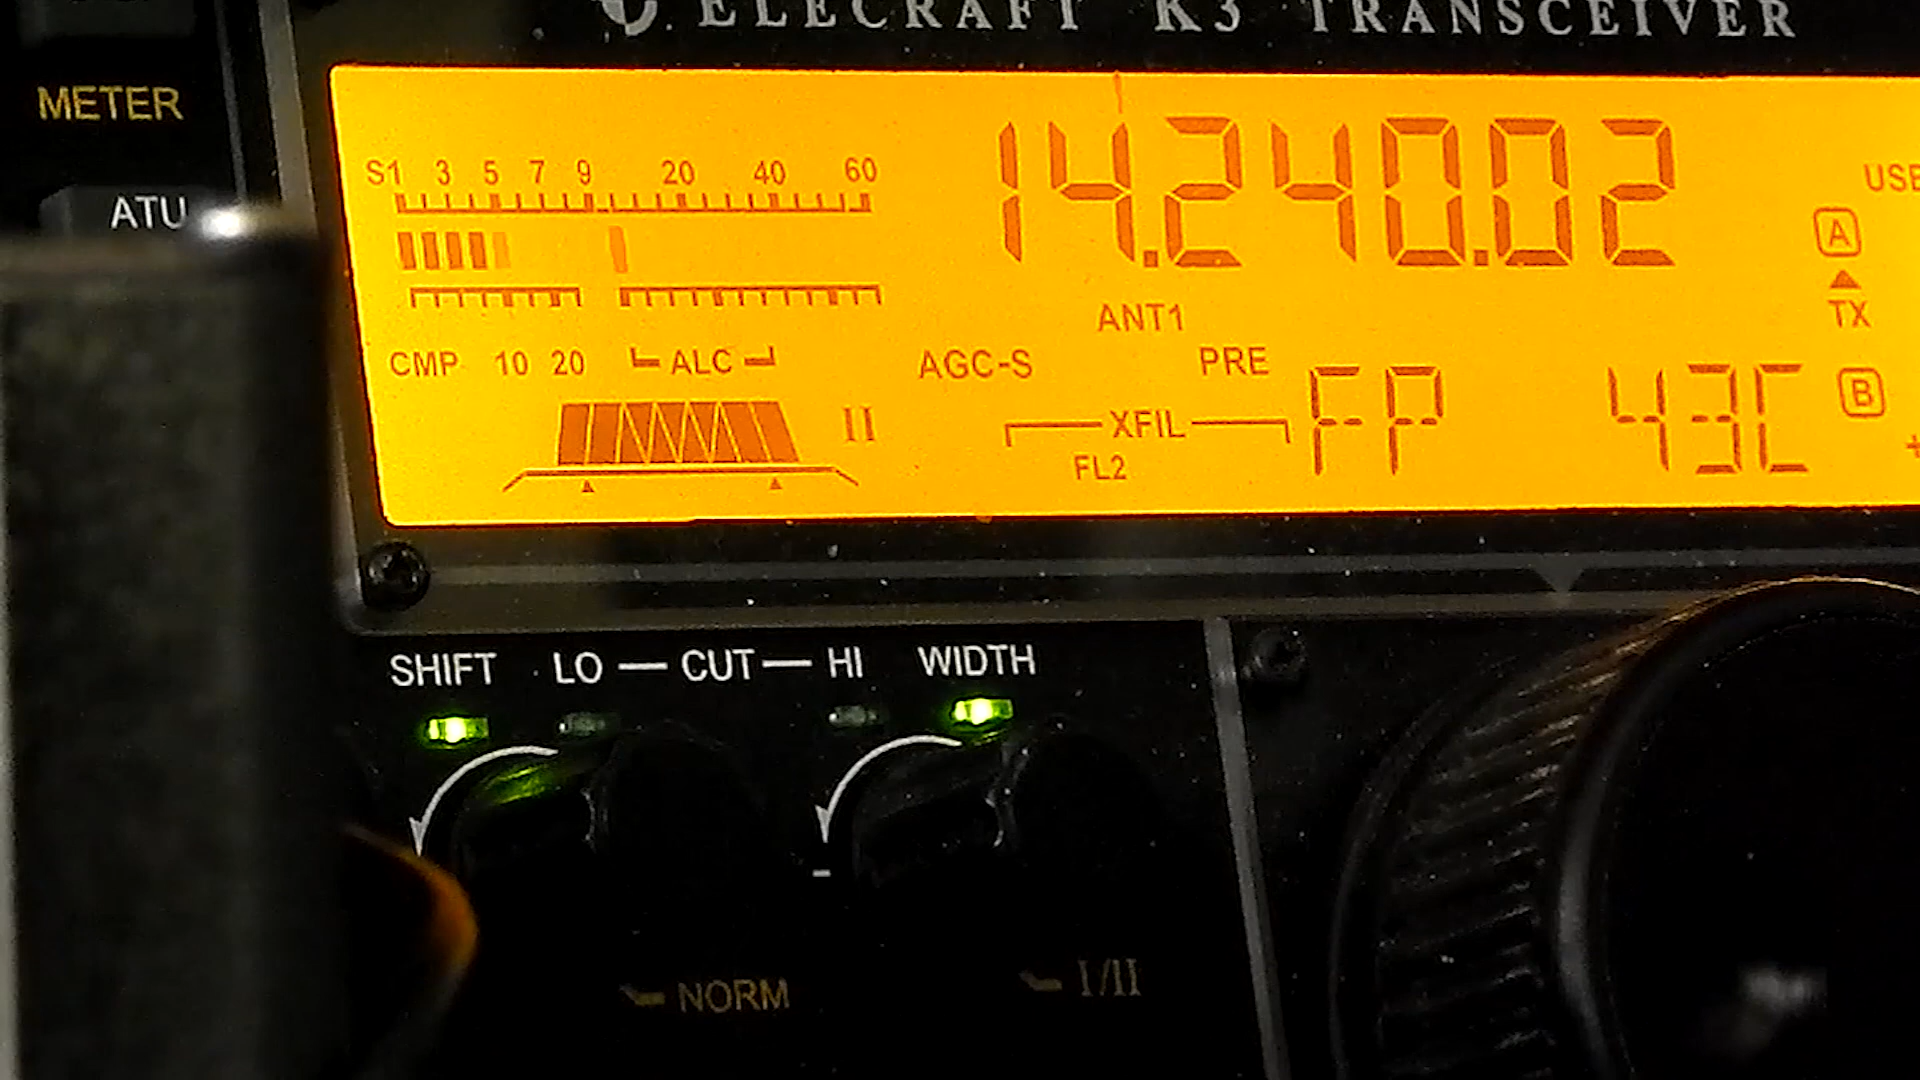 ELECRAFT K3 TRANSCEIVER
METER
ATU
S1 3 5 7 9 20 40 60
14.240.02
A
TX
ANT1
CMP 10 20 ALC
AGC-S
PRE
II
XFIL
FL2
FP 43C
B
SHIFT LO CUT HI WIDTH
NORM
I/II